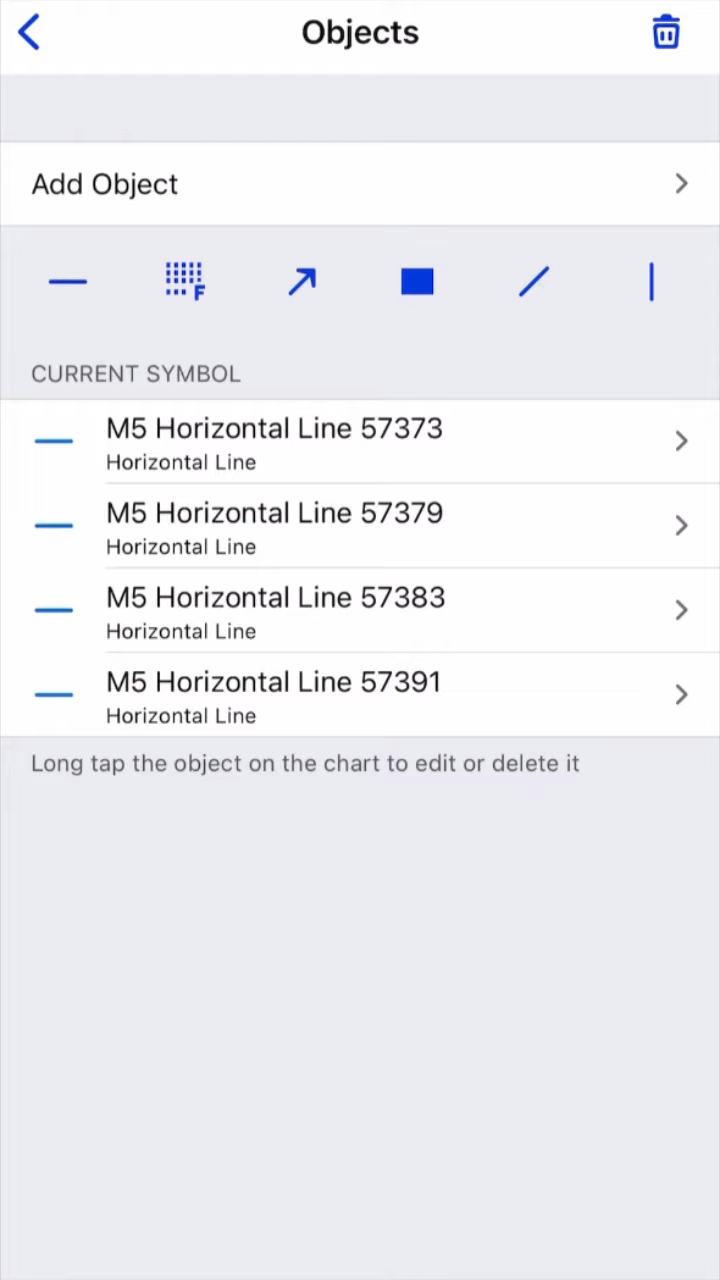 Objects
Add Object
F
CURRENT SYMBOL
M5 Horizontal Line 57373
Horizontal Line
M5 Horizontal Line 57379
Horizontal Line
M5 Horizontal Line 57383
Horizontal Line
M5 Horizontal Line 57391
Horizontal Line
Long tap the object on the chart to edit or delete it